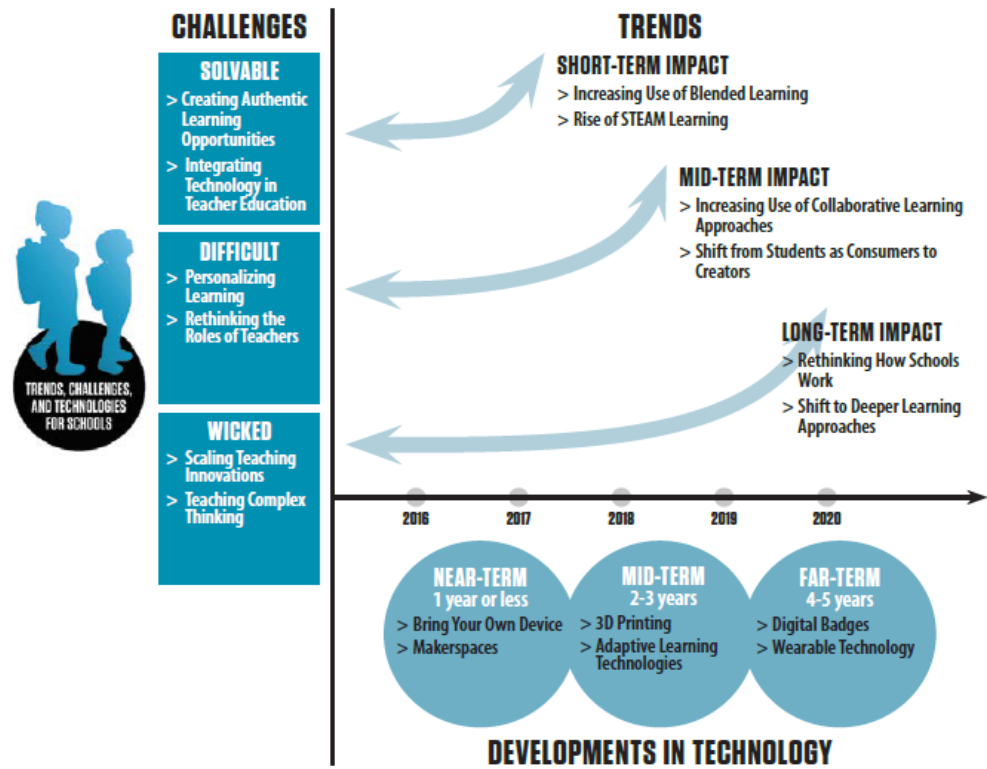 CHALLENGES
SOLVABLE
> Creating Authentic
Learning
Opportunities
> Integrating
Technology in
Teacher Education
DIFFICULT
> Personalizing
Learning
> Rethinking the
Roles of Teachers
WICKED
> Scaling Teaching
Innovations
> Teaching Complex
Thinking
TRENDS, CHALLENGES,
AND TECHNOLOGIES
FOR SCHOOLS
TRENDS
SHORT-TERM IMPACT
> Increasing Use of Blended Learning
> Rise of STEAM Learning
MID-TERM IMPACT
> Increasing Use of Collaborative Learning
Approaches
> Shift from Students as Consumers to
Creators
LONG-TERM IMPACT
> Rethinking How Schools
Work
> Shift to Deeper Learning
Approaches
2016 2017 2018 2019 2020
NEAR-TERM
1 year or less
> Bring Your Own Device
> Makerspaces
MID-TERM
2-3 years
> 3D Printing
> Adaptive Learning
Technologies
FAR-TERM
4-5 years
> Digital Badges
> Wearable Technology
DEVELOPMENTS IN TECHNOLOGY